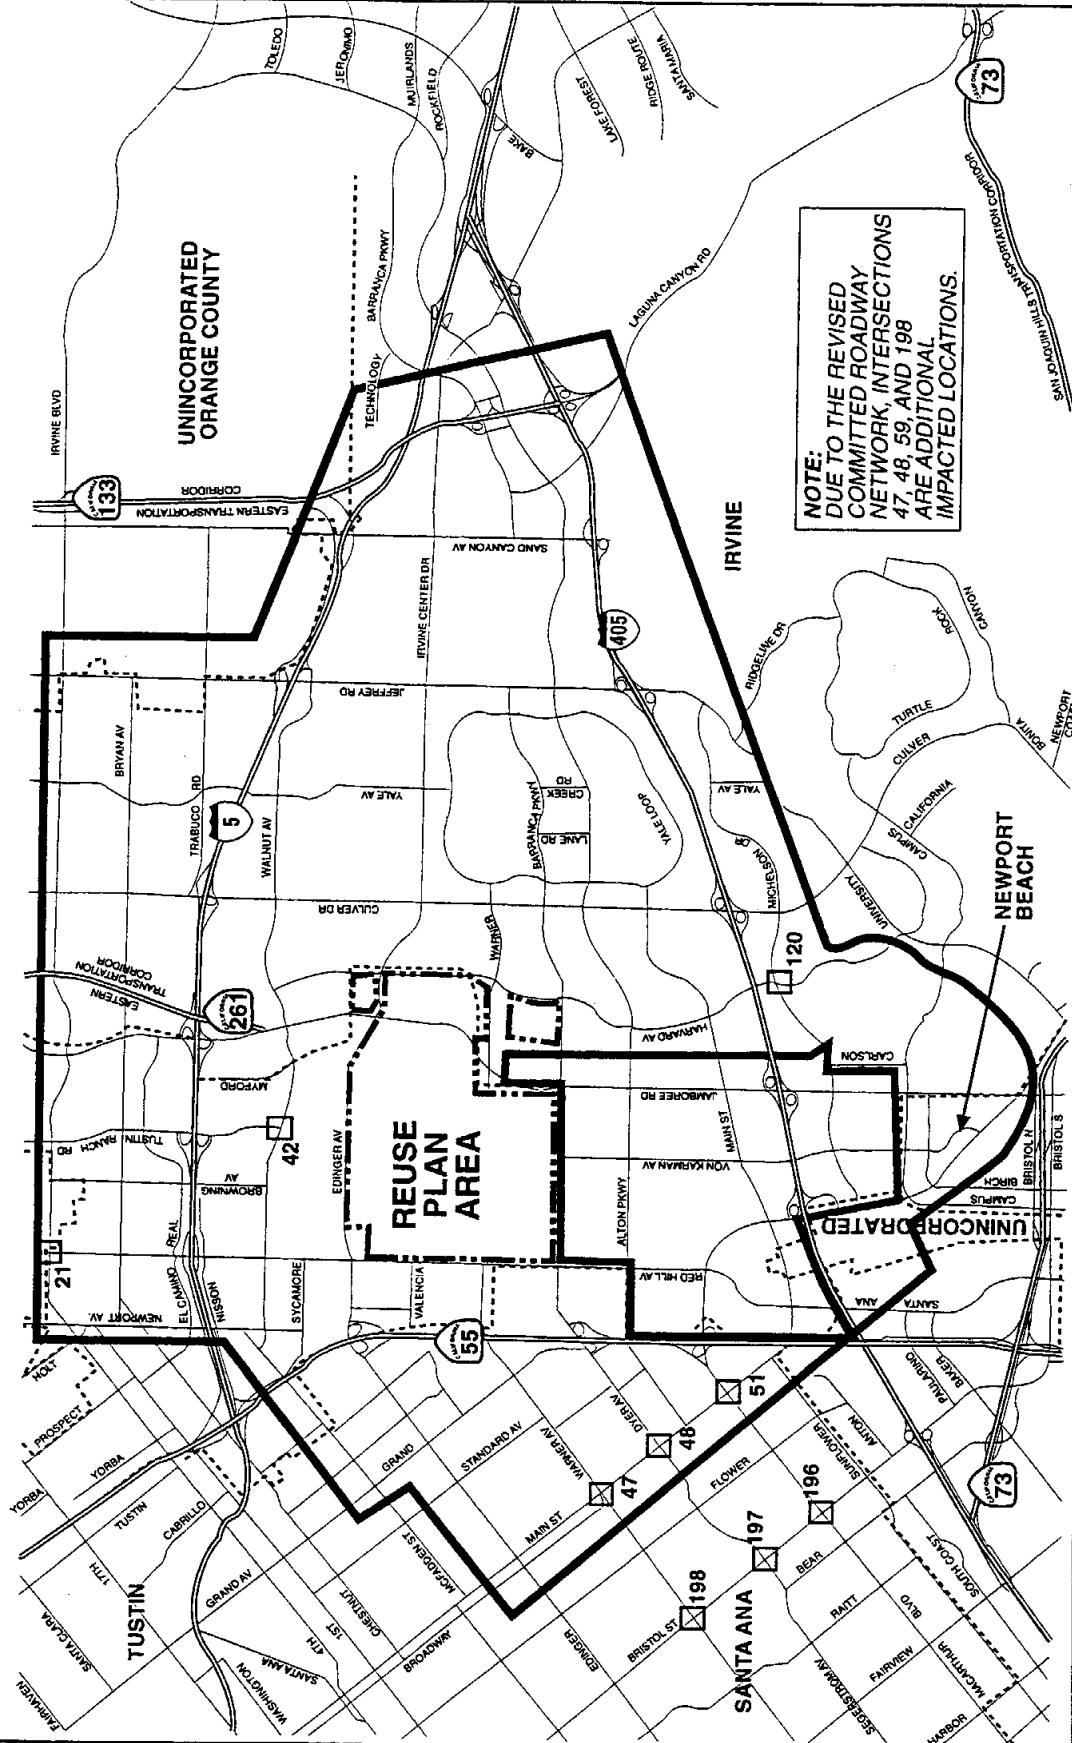 TOLEDO
JERONIMO
MUIRLANDS
ROCKFIELD
BAKE
LAKE FOREST
RIDGE ROUTE
SANTA MARIA
CALIFORNIA
73
SAN JOAQUIN HILLS TRANSPORTATION CORRIDOR
UNINCORPORATED
ORANGE COUNTY
IRVINE BLVD
BARRANCA PKWY
TECHNOLOGY
LAGUNA CANYON RD
NOTE:
DUE TO THE REVISED
COMMITTED ROADWAY
NETWORK, INTERSECTIONS
47, 48, 59, AND 198
ARE ADDITIONAL
IMPACTED LOCATIONS.
133
EASTERN TRANSPORTATION
CORRIDOR
SAND CANYON AV
IRVINE
IRVINE CENTER DR
405
JEFFREY RD
RIDGELINE DR
ROCK
CANYON
TURTLE
CULVER
BONITA
NEWPORT
BRYAN AV
TRABUCO RD
5
WALNUT AV
YALE AV
BARRANCA PKWY
CREEK
RD
LANE RD
YALE LOOP
YALE AV
MICHELSON DR
CAMPUS
CALIFORNIA
UNIVERSITY
CULVER DR
WARNER
NEWPORT
BEACH
EASTERN
TRANSPORTATION
CORRIDOR
CALIFORNIA
261
120
HARVARD AV
CARLSON
MYFORD
JAMBOREE RD
TUSTIN RANCH RD
42
EDINGER AV
REUSE
PLAN
AREA
MAIN ST
VON KARMAN AV
BROWNING
AV
ALTON PKWY
BIRCH
CAMPUS
BRISTOL N
BRISTOL S
UNINCORPORATED
21
EL CAMINO REAL
NISSON
SYCAMORE
VALENCIA
RED HILL AV
SANTA ANA
NEWPORT AV.
HOLT
CALIFORNIA
55
PROSPECT
YORBA
YORBA
TUSTIN
CABRILLO
GRAND
STANDARD AV
WARNER AV
DYER AV
51
48
47
PAULARINO
BAKER
ANTON
SUNFLOWER
FLOWER
CALIFORNIA
73
MAIN ST
MCFADDEN ST
196
197
198
BEAR
SOUTH COAST
17TH
GRAND AV
CHESTNUT
1ST
4TH
TUSTIN
SANTA CLARA
FAIRHAVEN
SANTA ANA
WASHINGTON
BROADWAY
EDINGER
BRISTOL ST
SANTA ANA
RAITT
BLVD
MACARTHUR
FAIRVIEW
SEGERSTROM AV
HARBOR